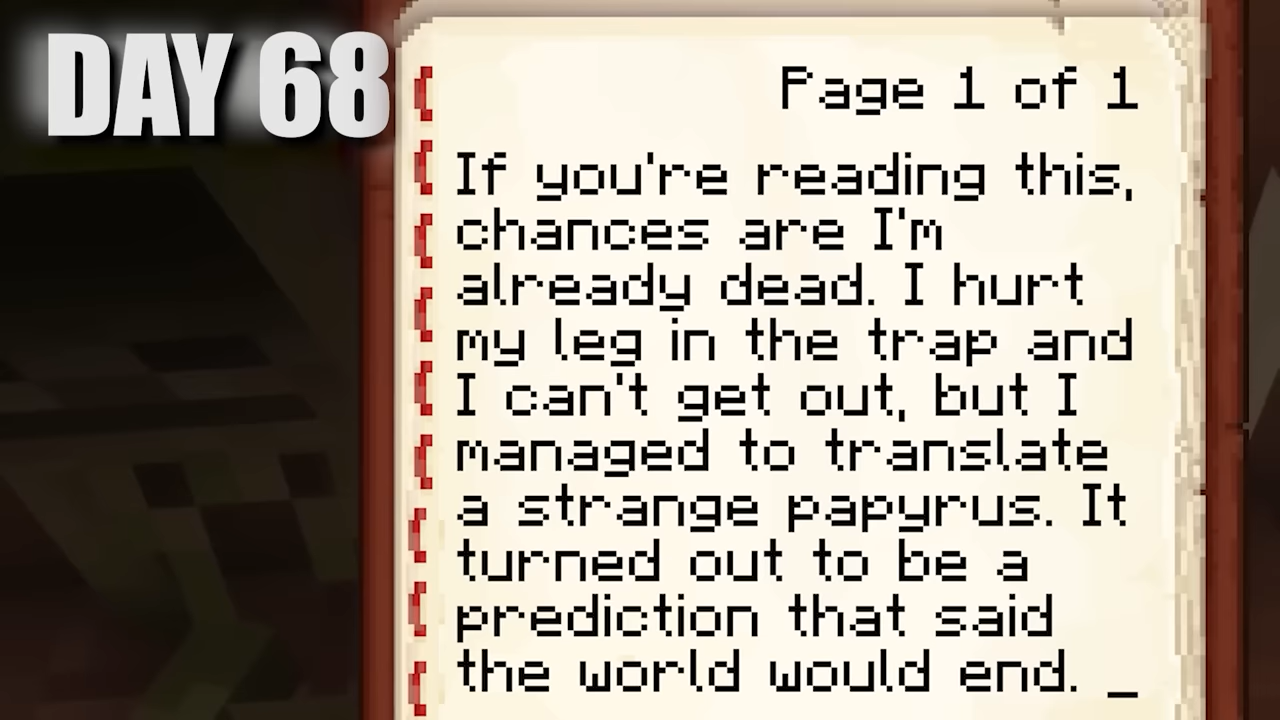 DAY 68
Page 1 of 1
If you're reading this,
chances are I'm
already dead. I hurt
my leg in the trap and
I can't get out, but I
managed to translate
a strange papyrus. It
turned out to be a
prediction that said
the world would end. _